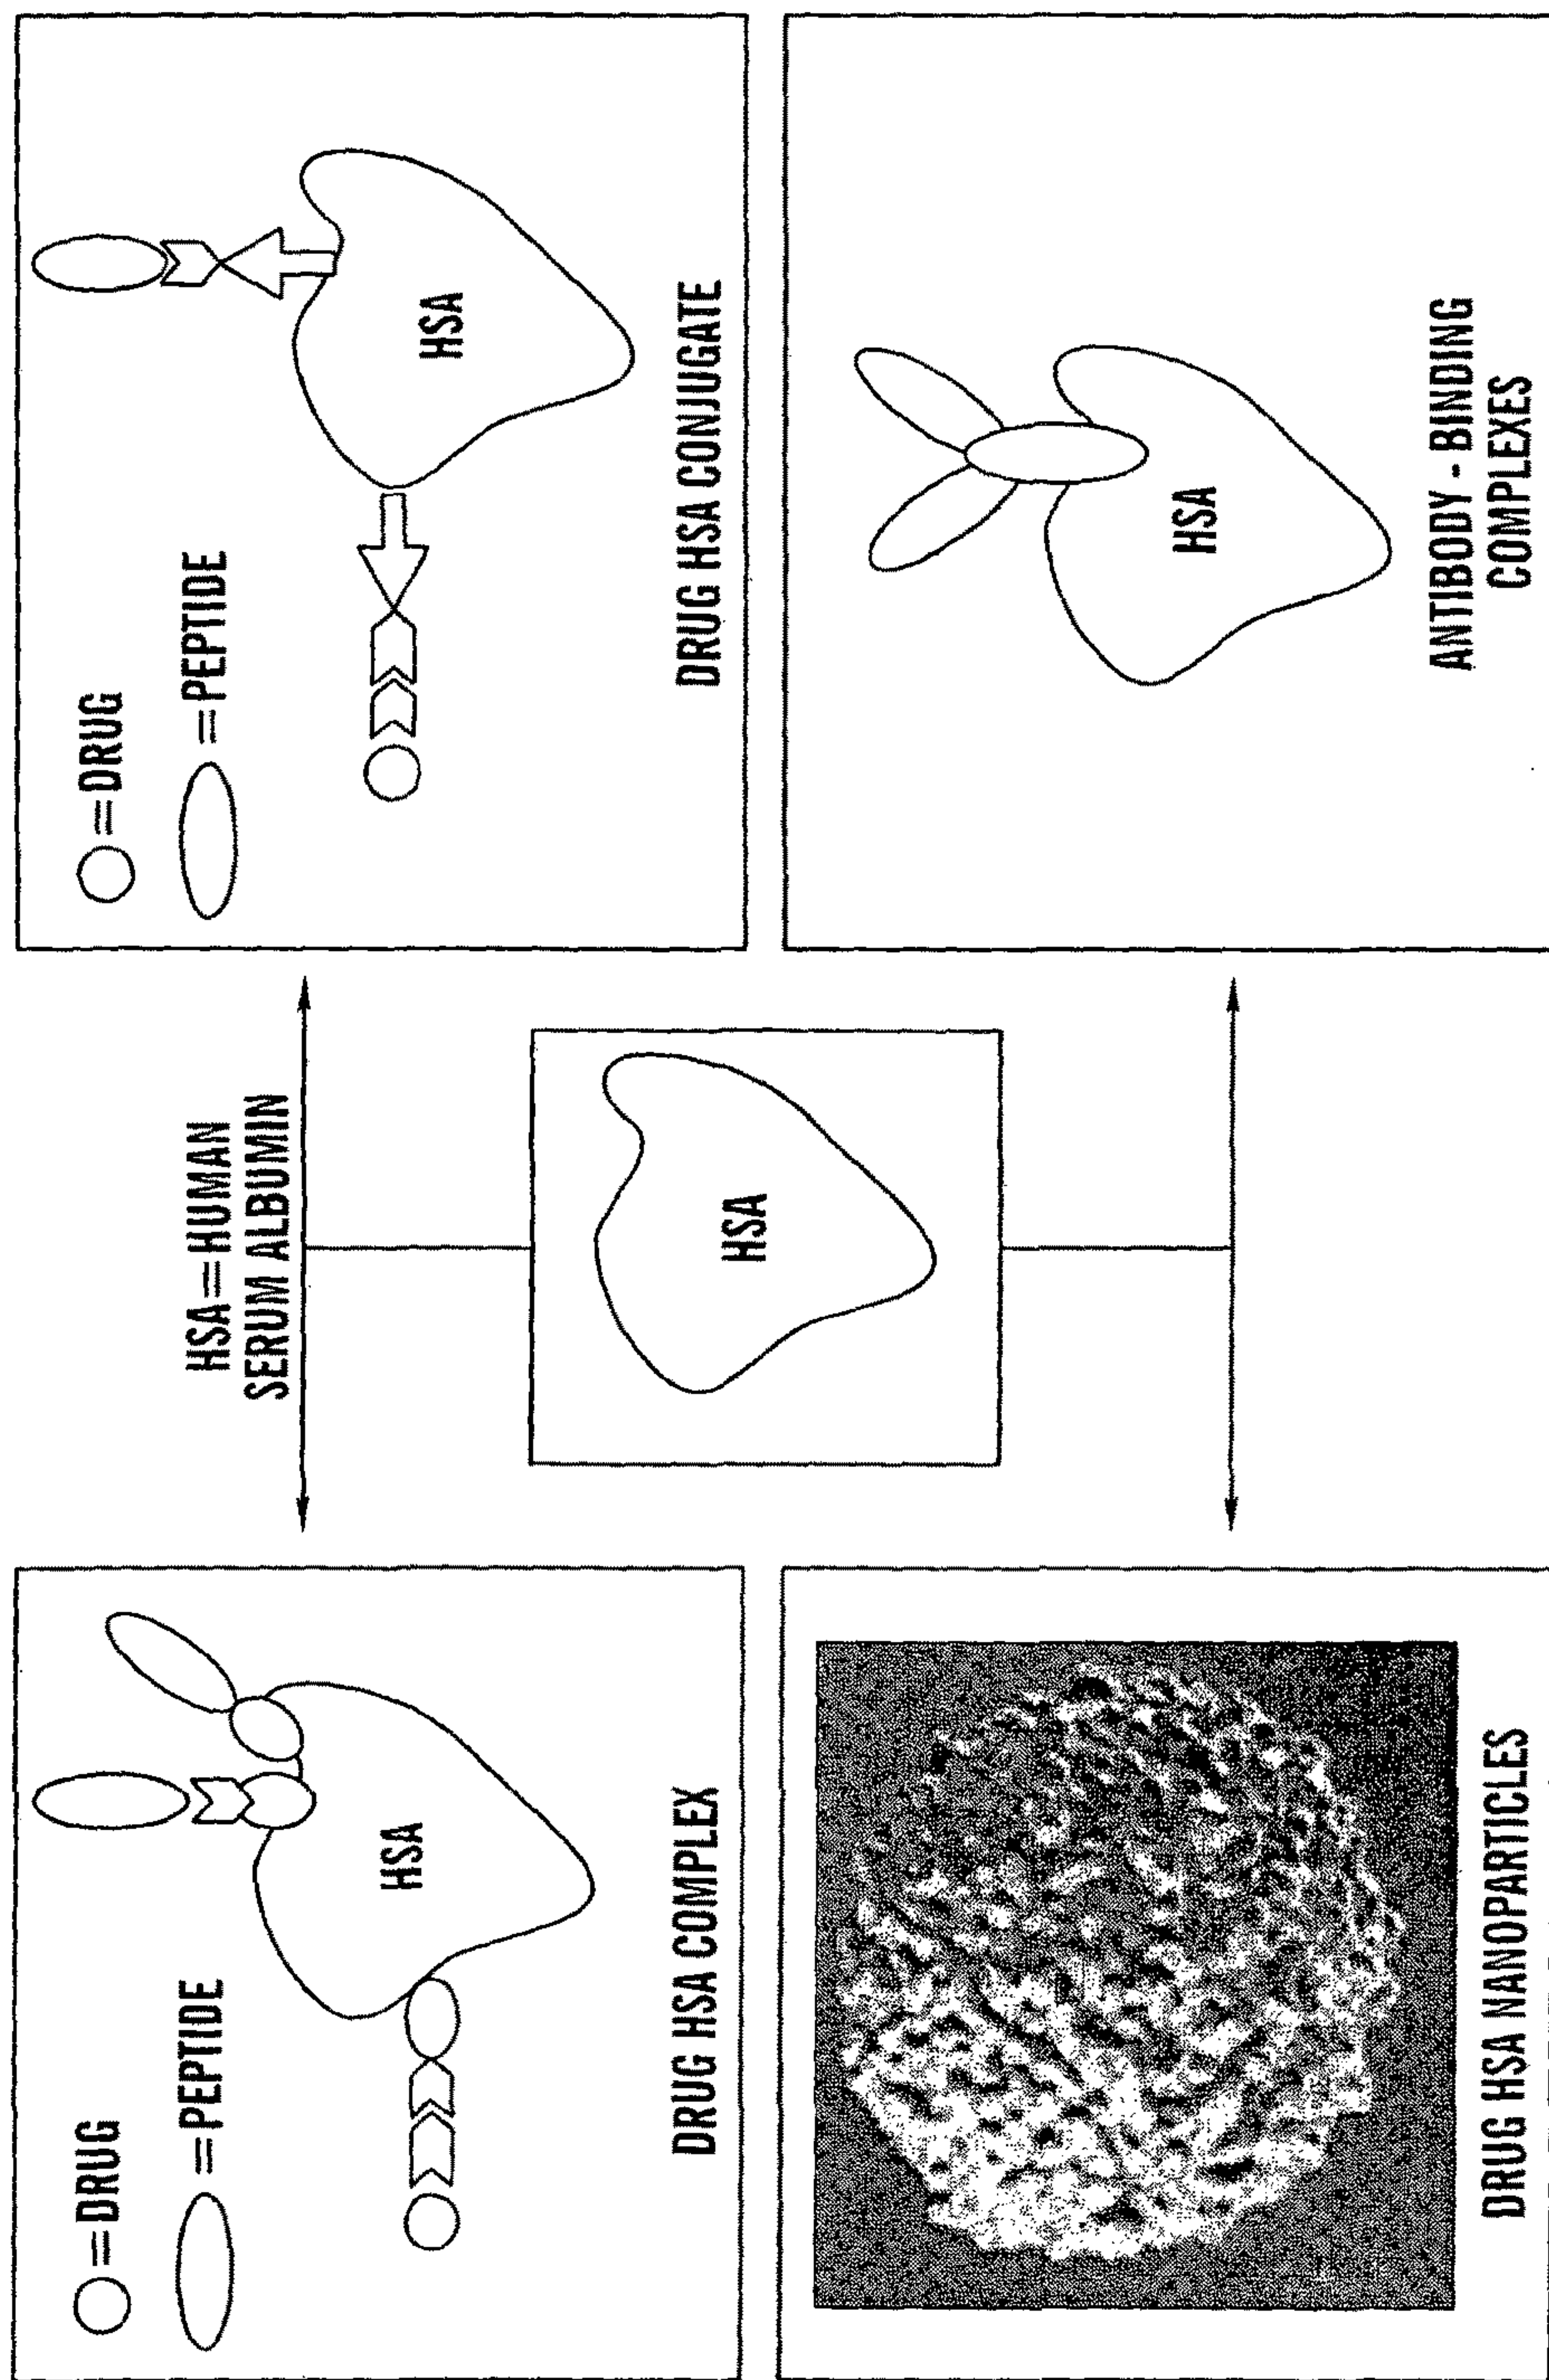 =DRUG
=PEPTIDE
HSA
DRUG HSA COMPLEX
HSA=HUMAN
SERUM ALBUMIN
HSA
=DRUG
=PEPTIDE
HSA
DRUG HSA CONJUGATE
DRUG HSA NANOPARTICLES
HSA
ANTIBODY - BINDING
COMPLEXES